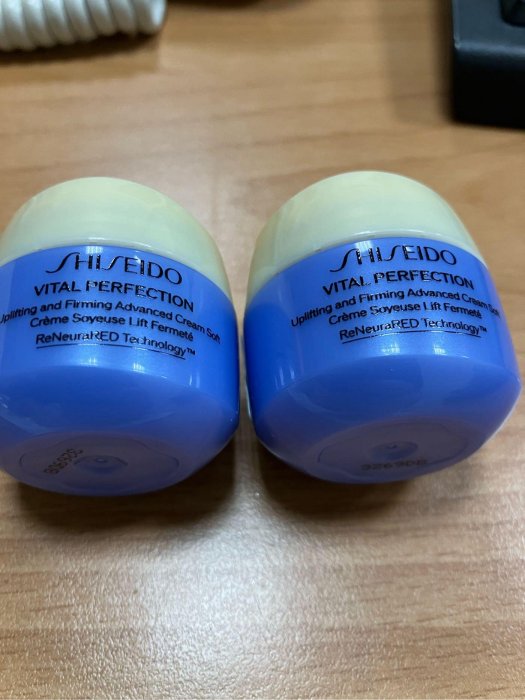 SHISEIDO
VITAL PERFECTION
Uplifting and Firming Advanced Cream Soft
Crème Soyeuse Lift Fermeté
ReNeuraRED Technology™
SHISEIDO
VITAL PERFECTION
Uplifting and Firming Advanced Cream Soft
Crème Soyeuse Lift Fermeté
ReNeuraRED Technology™